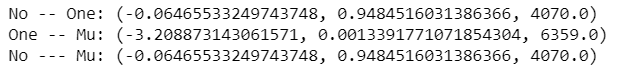 No -- One: (-0.06465533249743748, 0.9484516031386366, 4070.0)
One -- Mu: (-3.208873143061571, 0.0013391771071854304, 6359.0)
No --- Mu: (-0.06465533249743748, 0.9484516031386366, 4070.0)